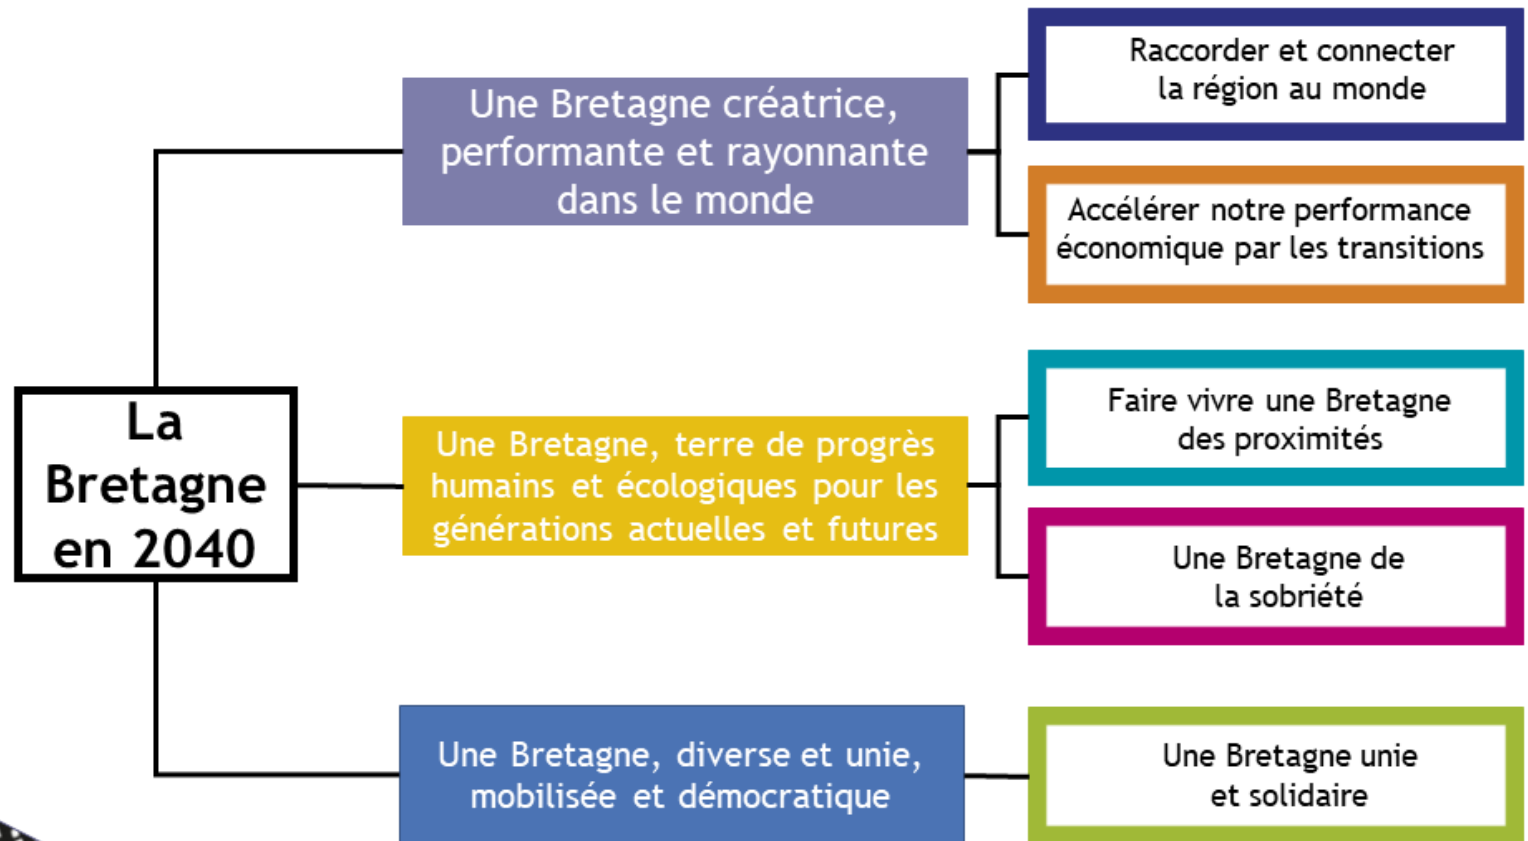 La
Bretagne
en 2040
Une Bretagne créatrice,
performante et rayonnante
dans le monde
Raccorder et connecter
la région au monde
Accélérer notre performance
économique par les transitions
Une Bretagne, terre de progrès
humains et écologiques pour les
générations actuelles et futures
Faire vivre une Bretagne
des proximités
Une Bretagne de
la sobriété
Une Bretagne, diverse et unie,
mobilisée et démocratique
Une Bretagne unie
et solidaire